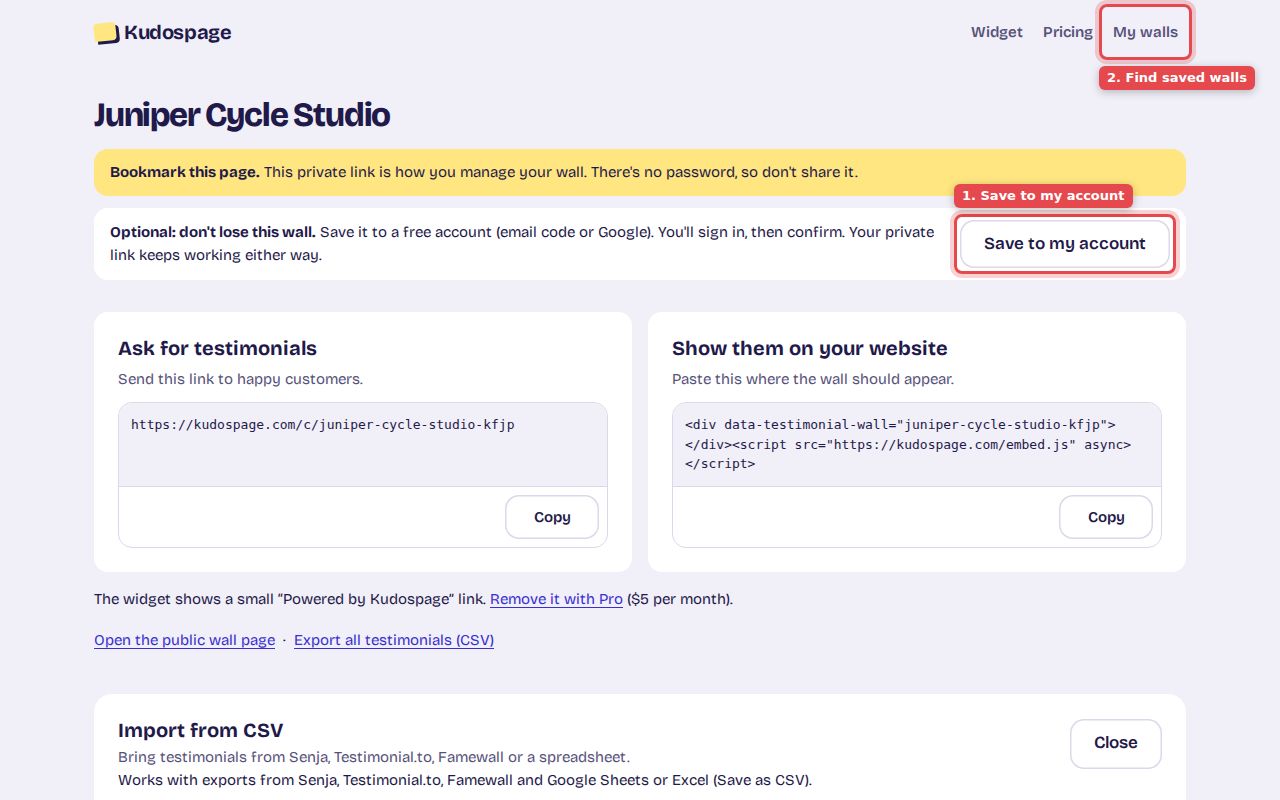 Kudospage
Widget Pricing My walls
2. Find saved walls
Juniper Cycle Studio
Bookmark this page. This private link is how you manage your wall. There's no password, so don't share it.
1. Save to my account
Optional: don't lose this wall. Save it to a free account (email code or Google). You'll sign in, then confirm. Your private
link keeps working either way.
Save to my account
Ask for testimonials
Send this link to happy customers.
https://kudospage.com/c/juniper-cycle-studio-kfjp
Copy
Show them on your website
Paste this where the wall should appear.
<div data-testimonial-wall="juniper-cycle-studio-kfjp">
</div><script src="https://kudospage.com/embed.js" async>
</script>
Copy
The widget shows a small “Powered by Kudospage” link. Remove it with Pro ($5 per month).
Open the public wall page · Export all testimonials (CSV)
Import from CSV
Bring testimonials from Senja, Testimonial.to, Famewall or a spreadsheet.
Works with exports from Senja, Testimonial.to, Famewall and Google Sheets or Excel (Save as CSV).
Close